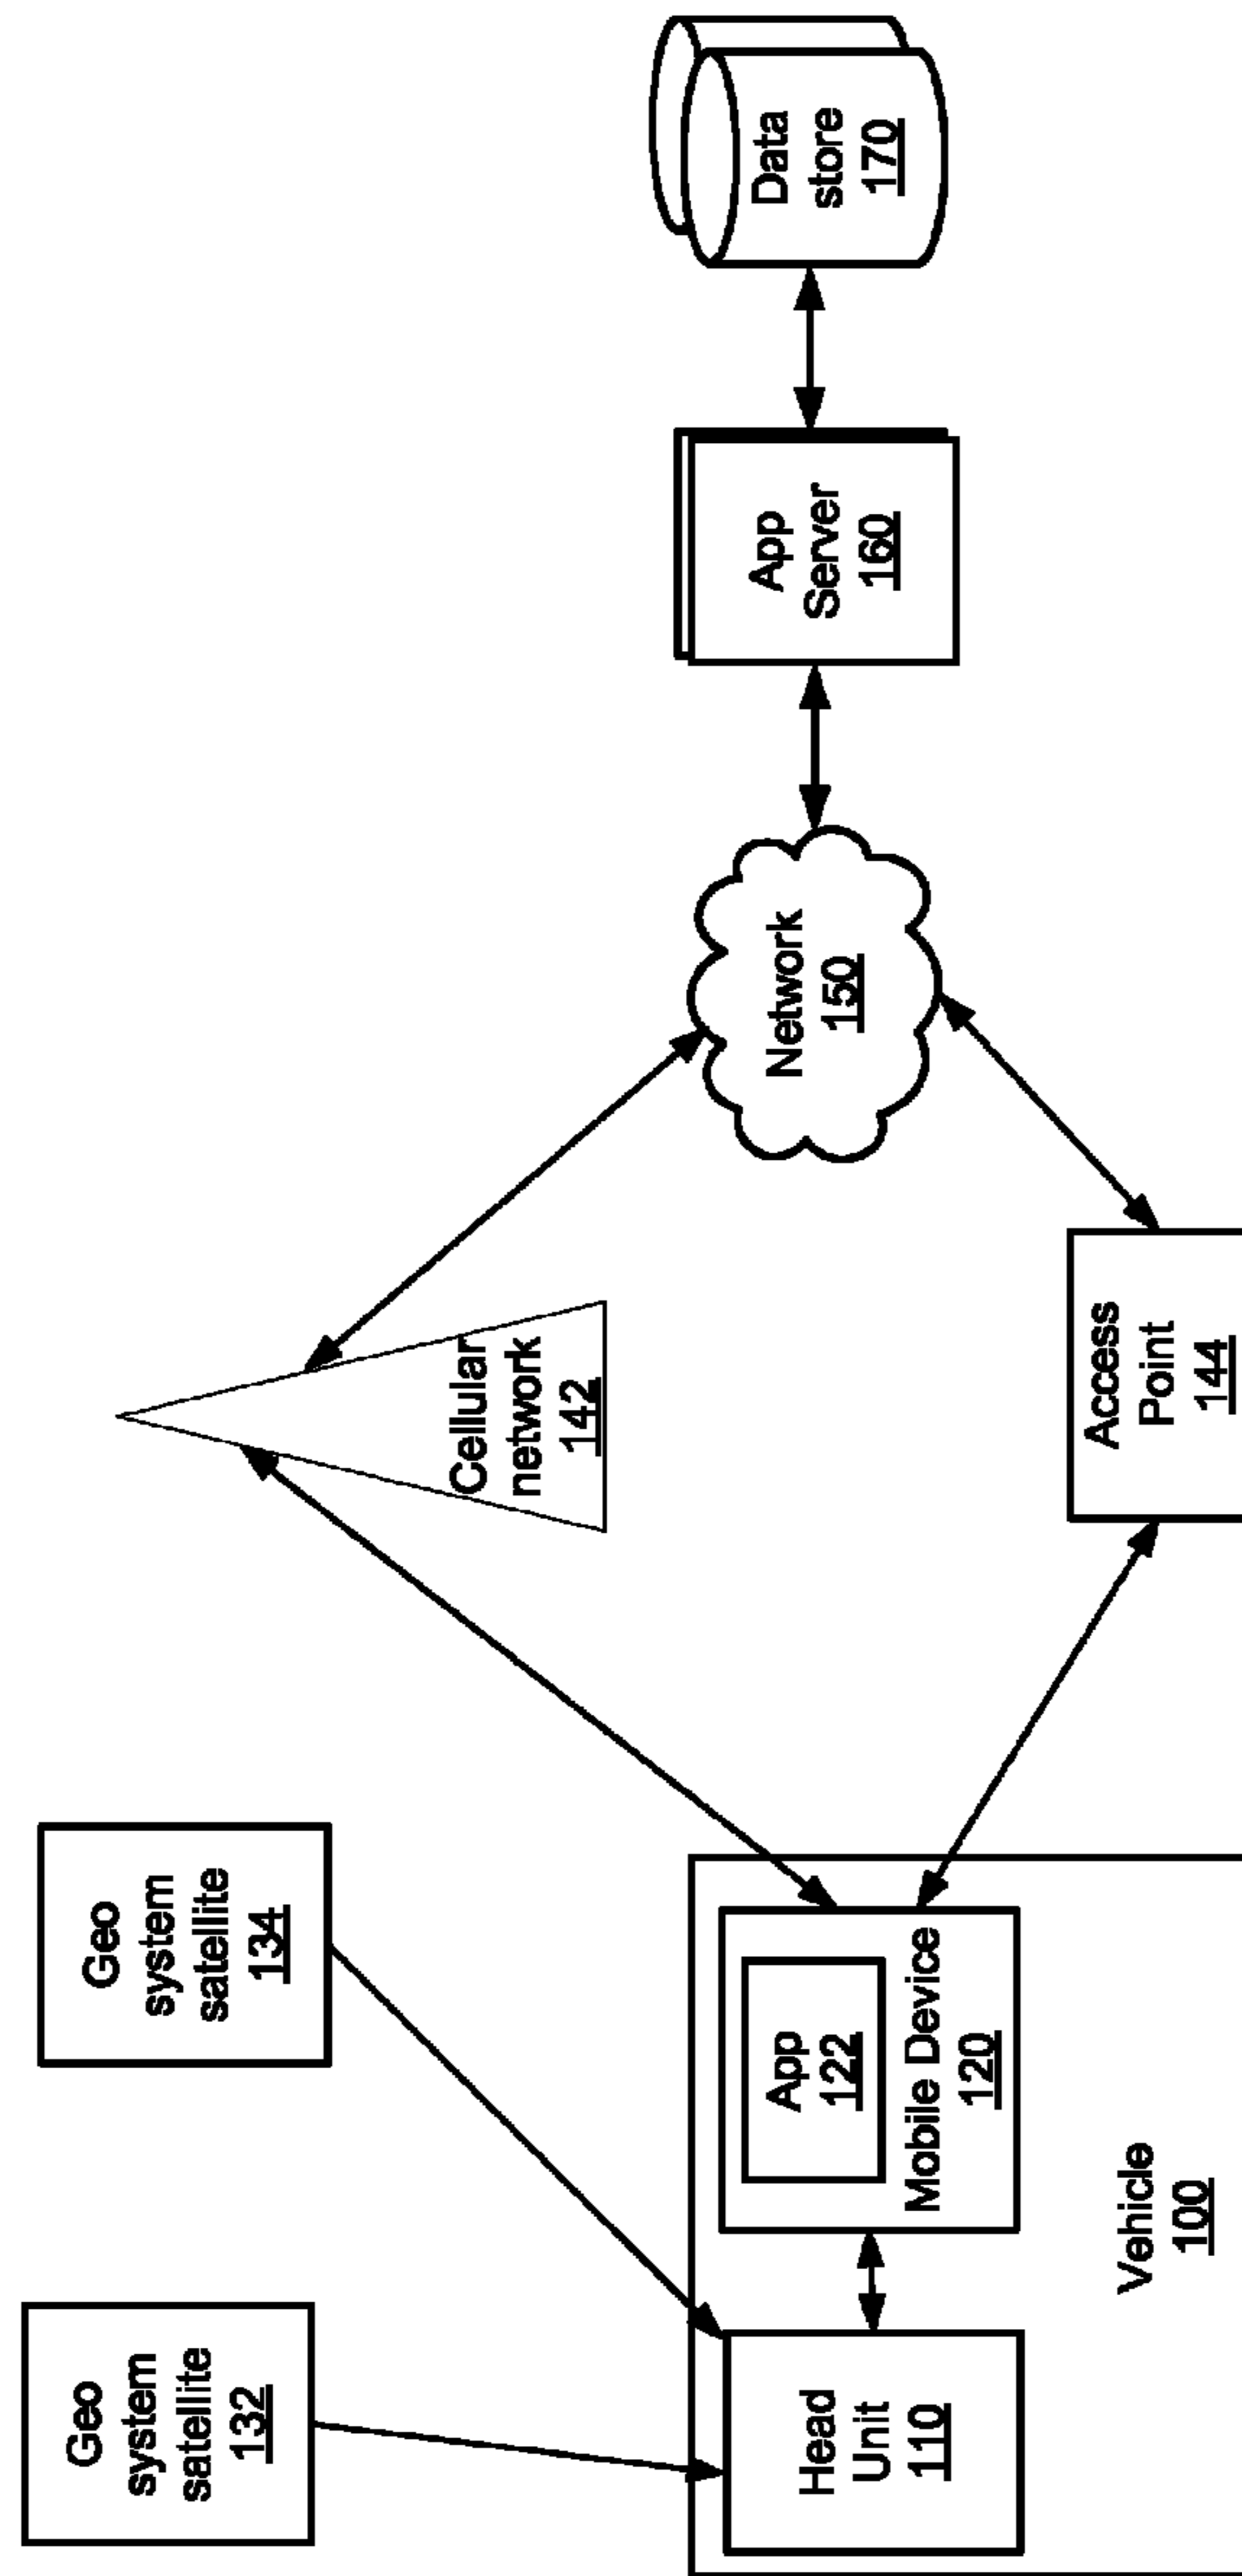 Geo
system
satellite
132
Geo
system
satellite
134
Head
Unit
110
App
122
Mobile Device
120
Vehicle
100
Cellular
network
142
Access
Point
144
Network
150
App
Server
160
Data
store
170